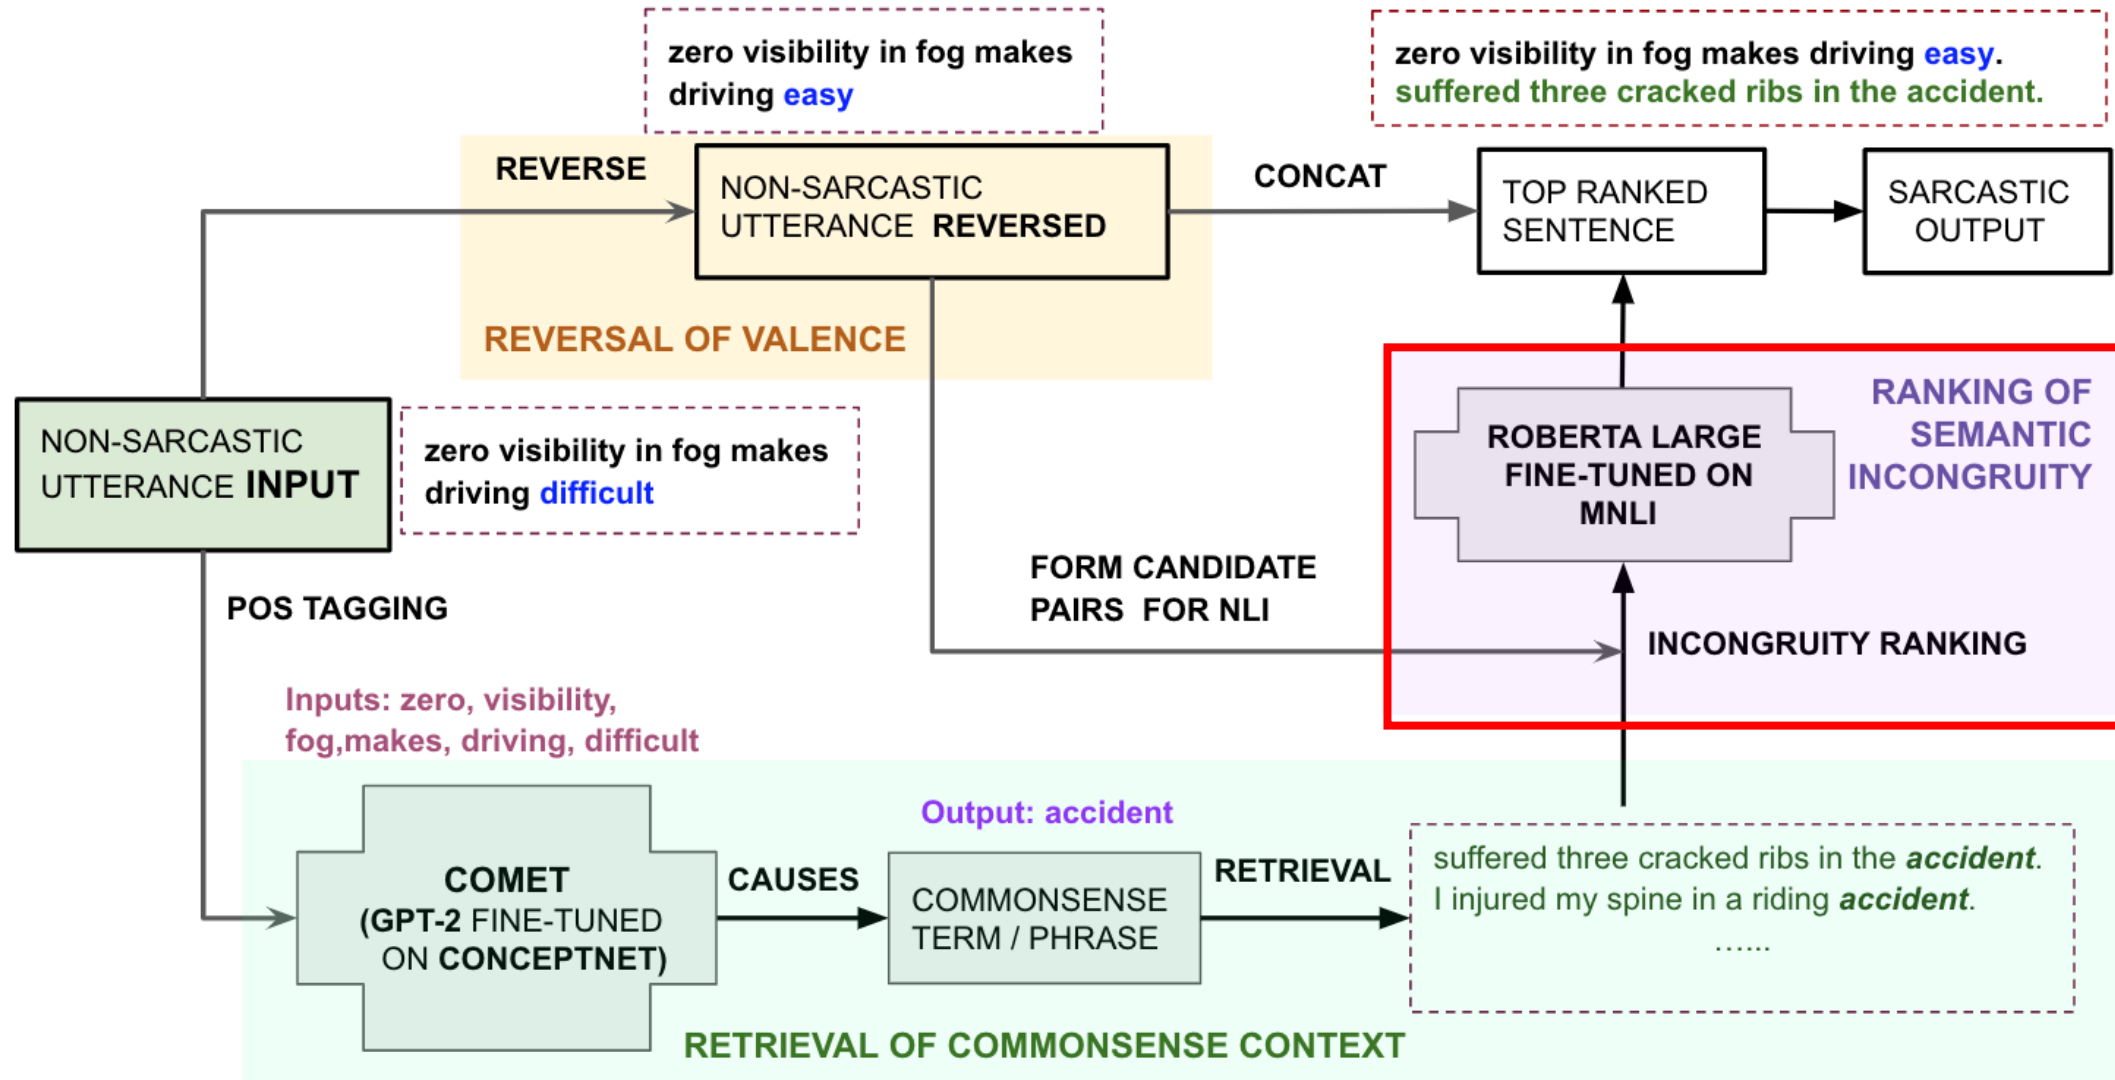 zero visibility in fog makes
driving easy
zero visibility in fog makes driving easy.
suffered three cracked ribs in the accident.
REVERSE
NON-SARCASTIC
UTTERANCE REVERSED
CONCAT
TOP RANKED
SENTENCE
SARCASTIC
OUTPUT
REVERSAL OF VALENCE
NON-SARCASTIC
UTTERANCE INPUT
zero visibility in fog makes
driving difficult
RANKING OF
SEMANTIC
INCONGRUITY
ROBERTA LARGE
FINE-TUNED ON
MNLI
POS TAGGING
FORM CANDIDATE
PAIRS FOR NLI
INCONGRUITY RANKING
Inputs: zero, visibility,
fog,makes, driving, difficult
COMET
(GPT-2 FINE-TUNED
ON CONCEPTNET)
CAUSES
Output: accident
COMMONSENSE
TERM / PHRASE
RETRIEVAL
suffered three cracked ribs in the accident.
I injured my spine in a riding accident.
…...
RETRIEVAL OF COMMONSENSE CONTEXT